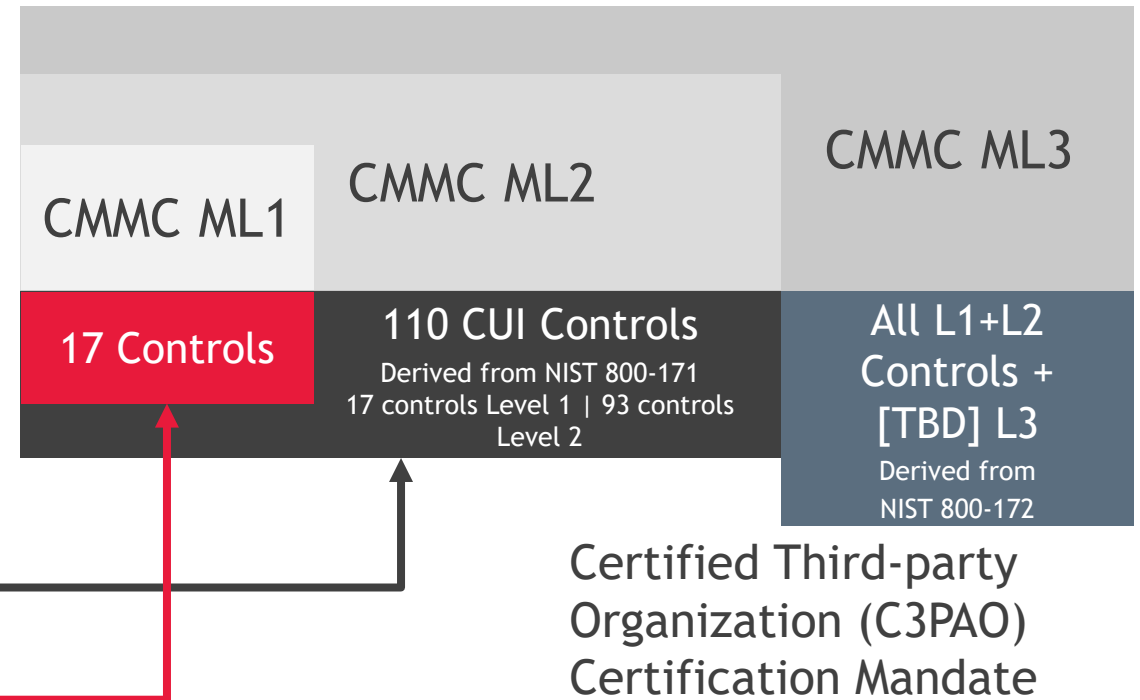 CMMC ML1
CMMC ML2
CMMC ML3
17 Controls
110 CUI Controls
Derived from NIST 800-171
17 controls Level 1 | 93 controls
Level 2
All L1+L2
Controls +
[TBD] L3
Derived from
NIST 800-172
Certified Third-party
Organization (C3PAO)
Certification Mandate